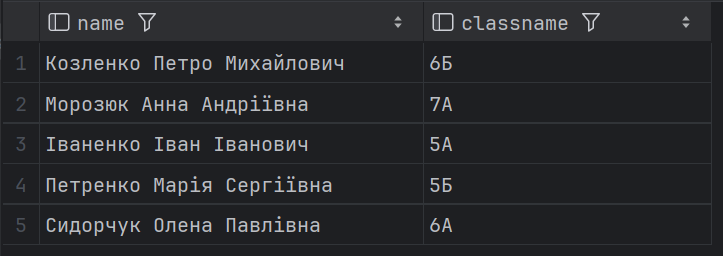 name classname
1 Козленко Петро Михайлович 6Б
2 Морозюк Анна Андріївна 7А
3 Іваненко Іван Іванович 5А
4 Петренко Марія Сергіївна 5Б
5 Сидорчук Олена Павлівна 6А